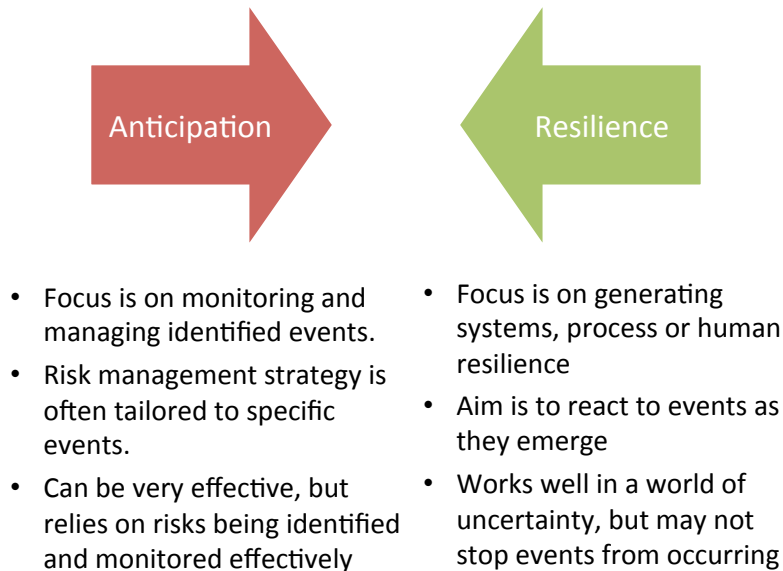 Anticipation
Resilience
• Focus is on monitoring and
managing identified events.
• Risk management strategy is
often tailored to specific
events.
• Can be very effective, but
relies on risks being identified
and monitored effectively
• Focus is on generating
systems, process or human
resilience
• Aim is to react to events as
they emerge
• Works well in a world of
uncertainty, but may not
stop events from occurring